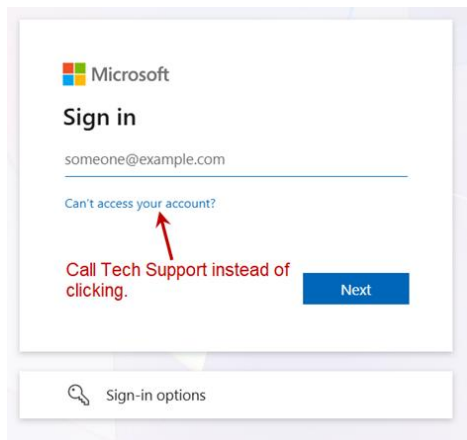 Microsoft
Sign in
someone@example.com
Can't access your account?
Call Tech Support instead of
clicking.
Next
Sign-in options